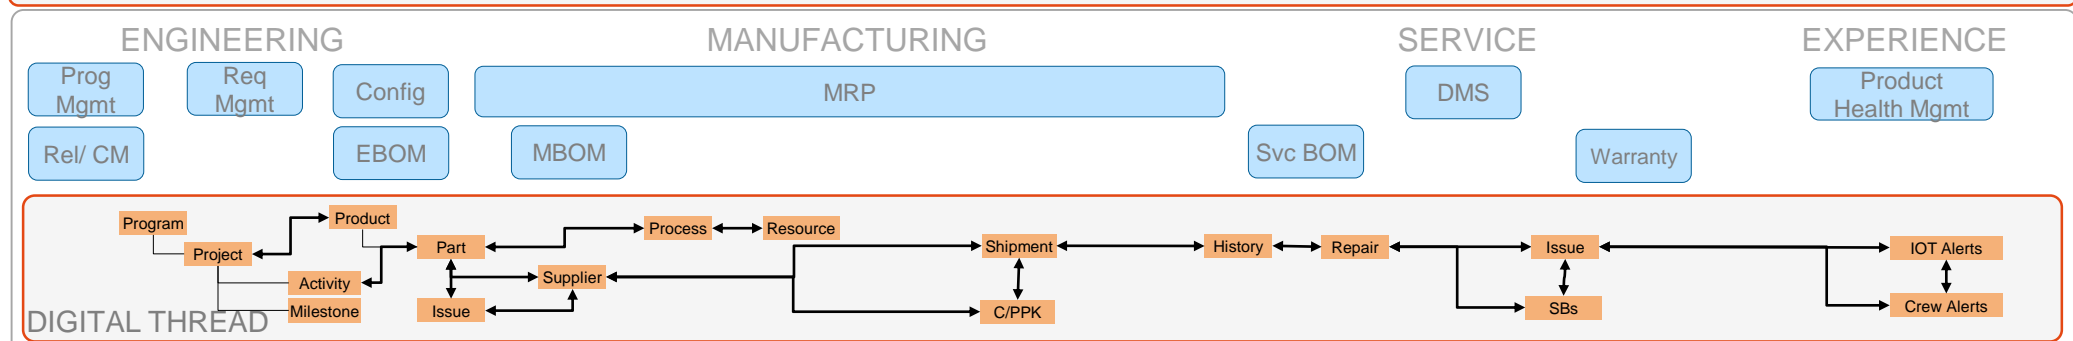 ENGINEERING
MANUFACTURING
SERVICE
EXPERIENCE
Prog
Mgmt
Req
Mgmt
Config
MRP
DMS
Product
Health Mgmt
Rel/ CM
EBOM
MBOM
Svc BOM
Warranty
Program
Product
Process
Resource
Project
Part
Shipment
History
Repair
Issue
IOT Alerts
Activity
Supplier
Milestone
Issue
C/PPK
SBs
Crew Alerts
DIGITAL THREAD